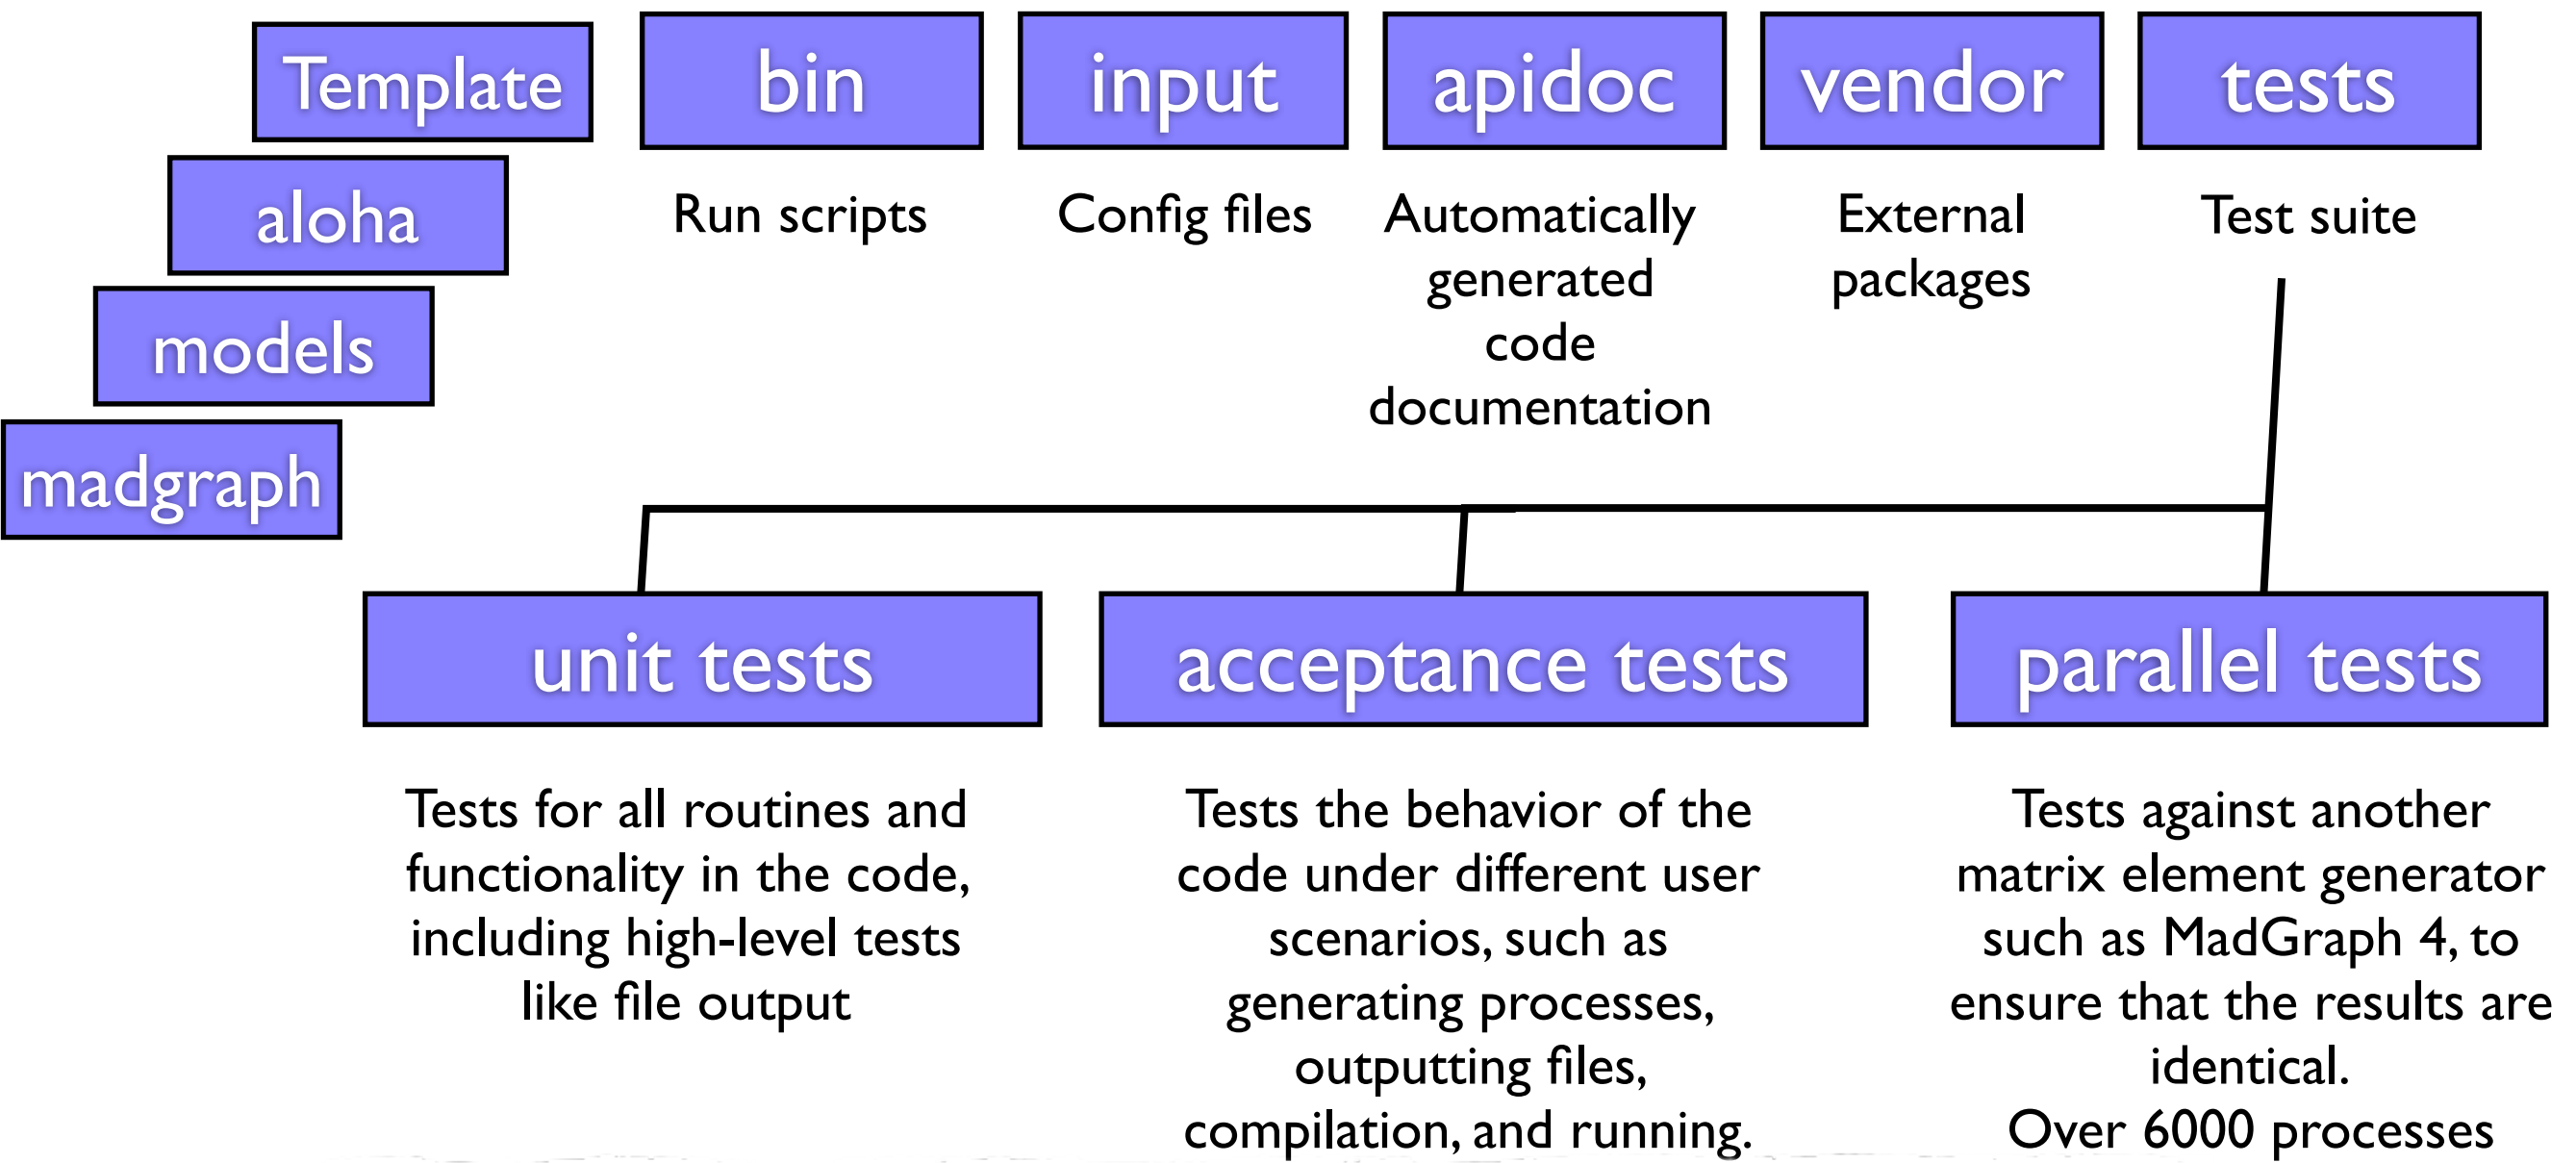 Template
bin
input
apidoc
vendor
tests
aloha
models
madgraph
Run scripts
Config files
Automatically
generated
code
documentation
External
packages
Test suite
unit tests
acceptance tests
parallel tests
Tests for all routines and
functionality in the code,
including high-level tests
like file output
Tests the behavior of the
code under different user
scenarios, such as
generating processes,
outputting files,
compilation, and running.
Tests against another
matrix element generator
such as MadGraph 4, to
ensure that the results are
identical.
Over 6000 processes